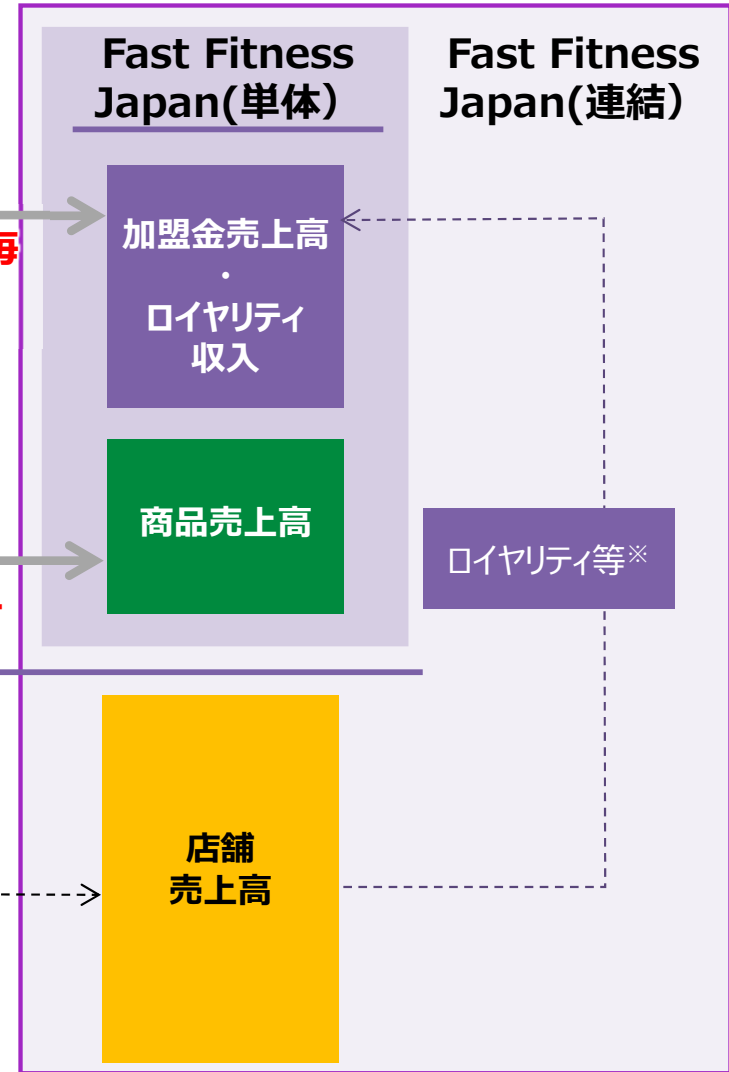 Fast Fitness
Japan(単体）
Fast Fitness
Japan(連結）
毎
加盟金売上高
・
ロイヤリティ
収入
商品売上高
ロイヤリティ等※
店舗
売上高